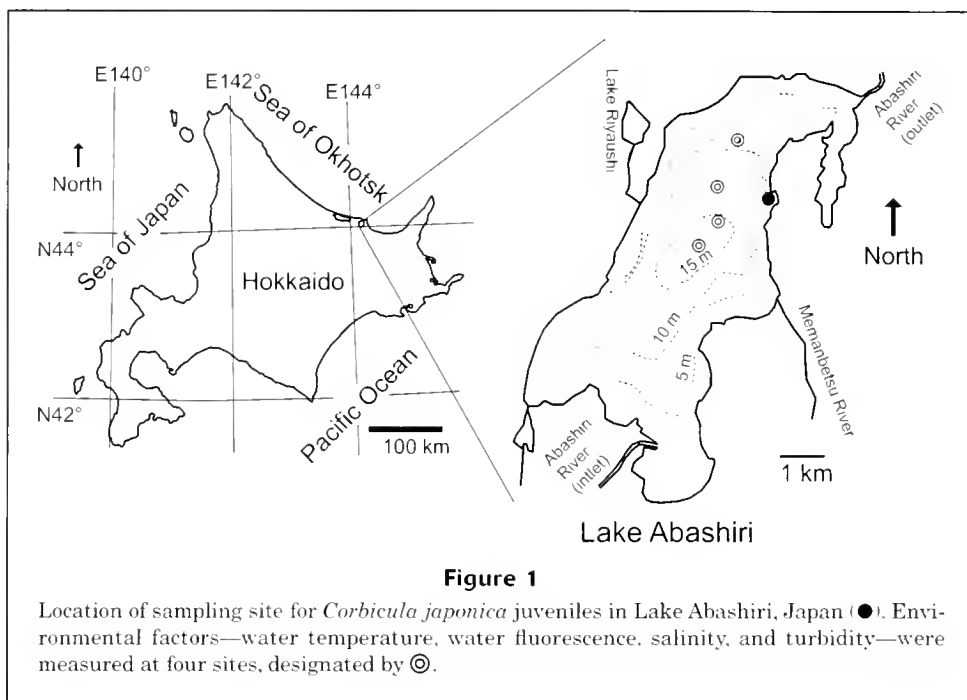 E140°
E142°
E144°
Sea of Okhotsk
North
Sea of Japan
N44°
Hokkaido
N42°
Pacific Ocean
100 km
Lake Riyaushi
Abashiri
River
(outlet)
North
15 m
10 m
5 m
Memanbetsu River
Abashiri
River
(intlet)
1 km
Lake Abashiri
Figure 1
Location of sampling site for Corbicula japonica juveniles in Lake Abashiri, Japan (●). Envi-
ronmental factors—water temperature, water fluorescence, salinity, and turbidity—were
measured at four sites, designated by ◎.